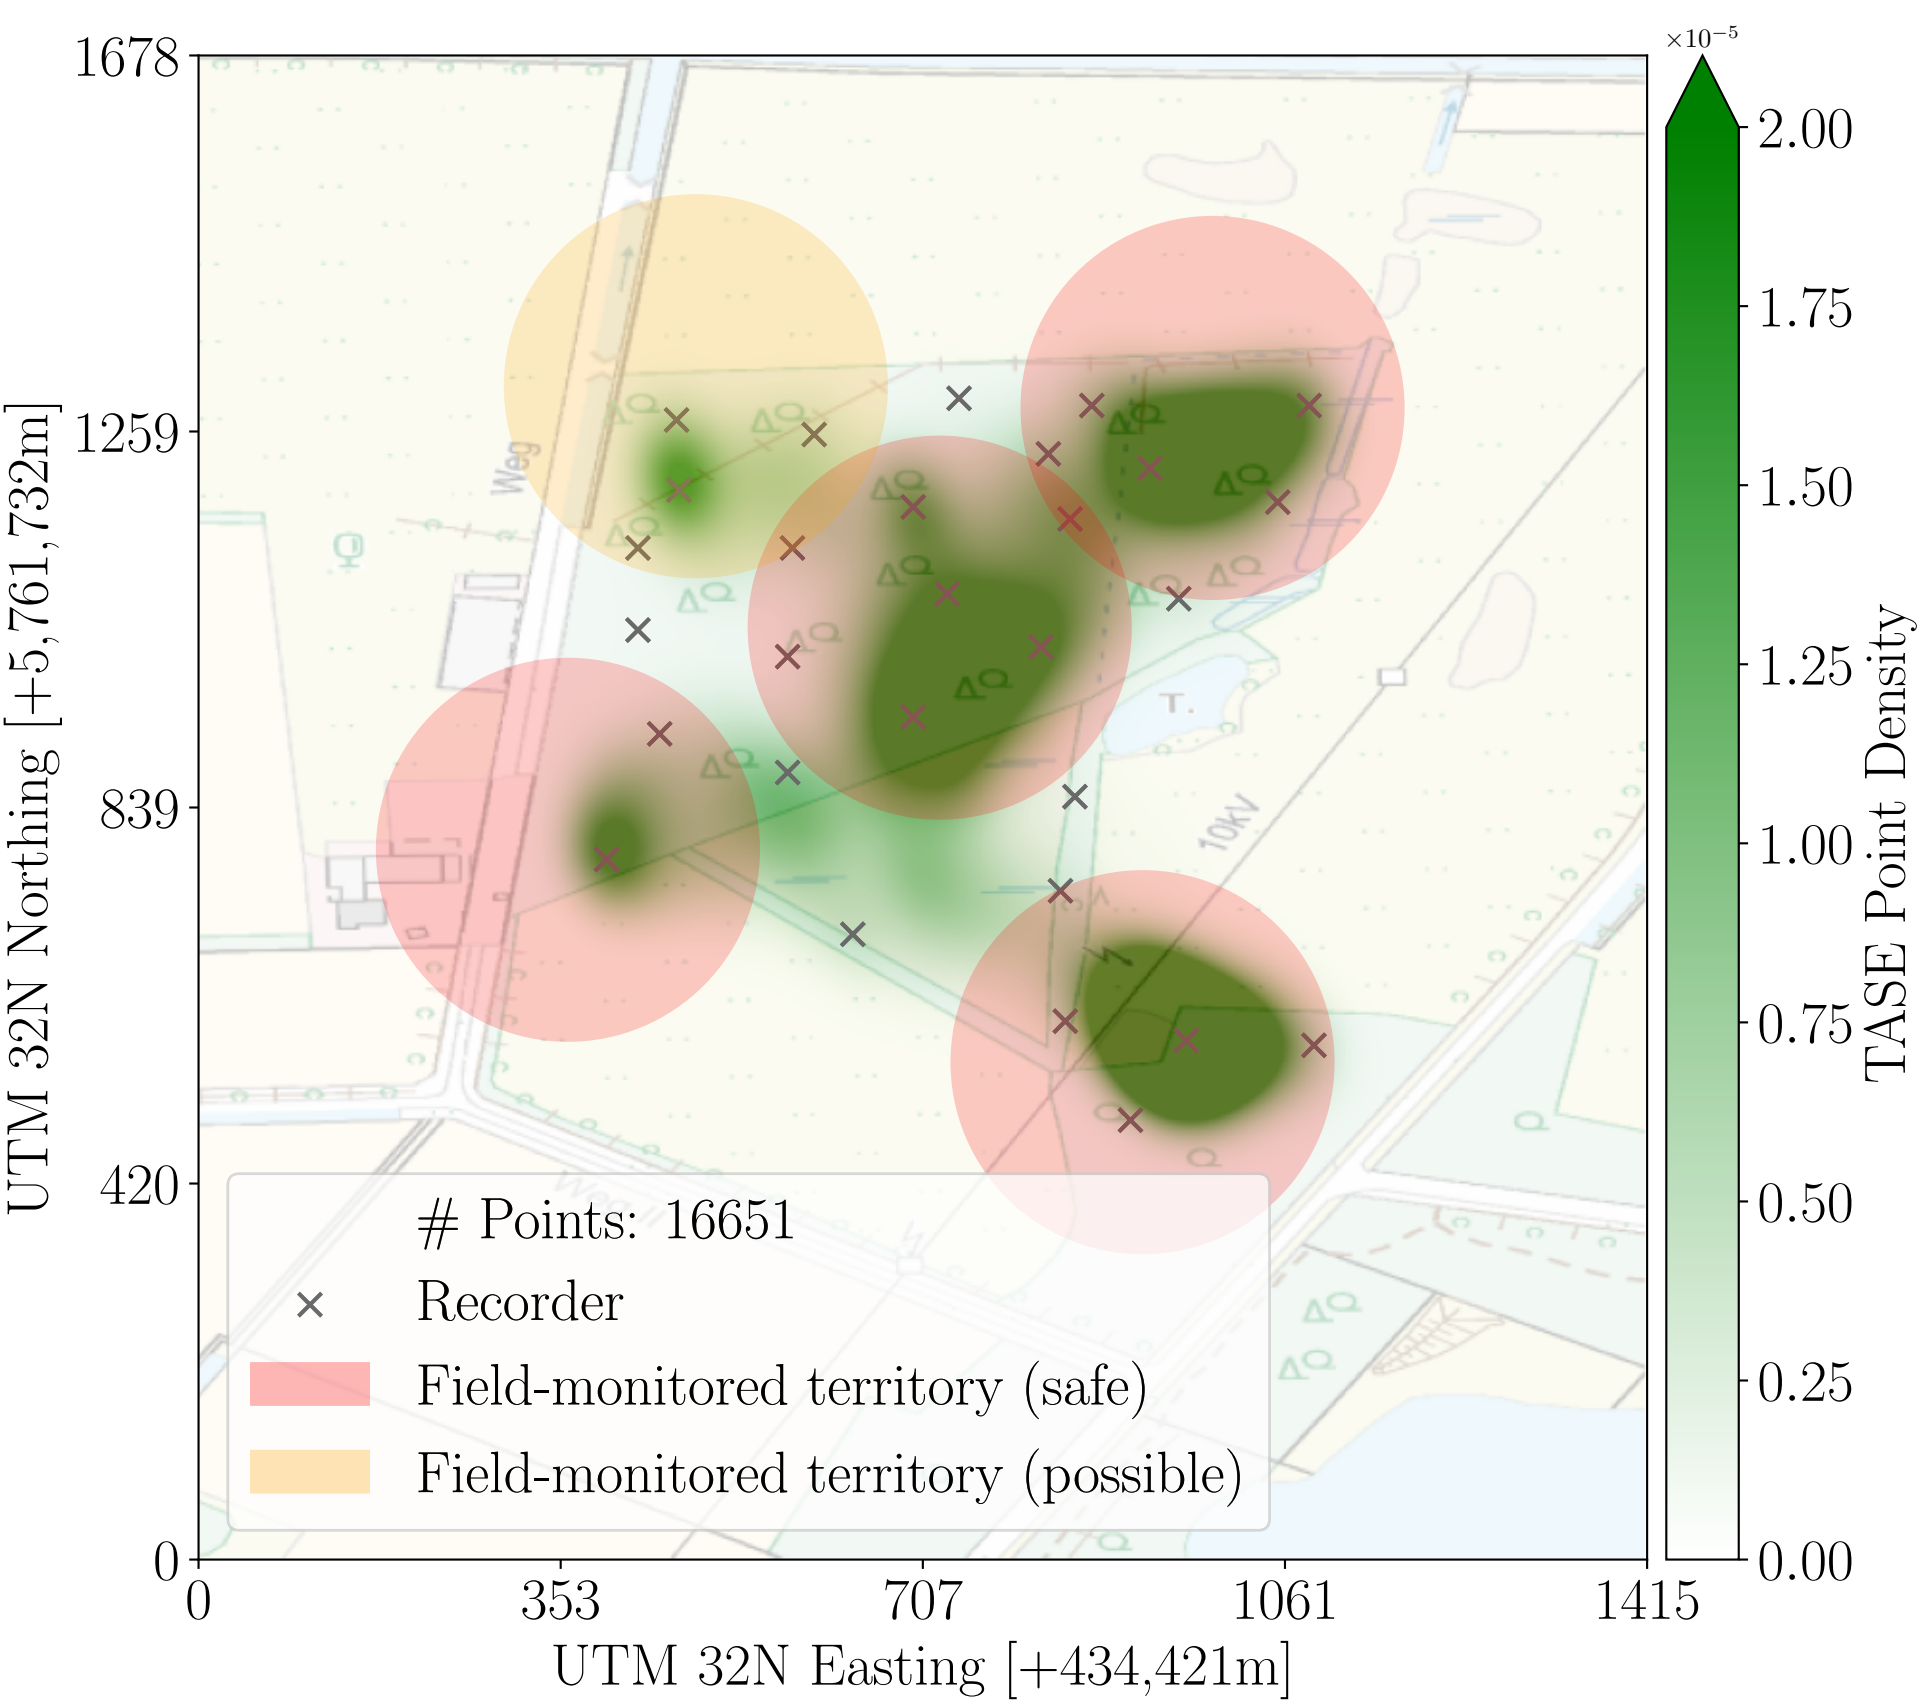 ×10⁻⁵
1678
1259
839
420
0
UTM 32N Northing [+5,761,732m]
Weg
T.
10kV
Weg
# Points: 16651
Recorder
Field-monitored territory (safe)
Field-monitored territory (possible)
0
353
707
1061
1415
UTM 32N Easting [+434,421m]
2.00
1.75
1.50
1.25
1.00
0.75
0.50
0.25
0.00
TASE Point Density